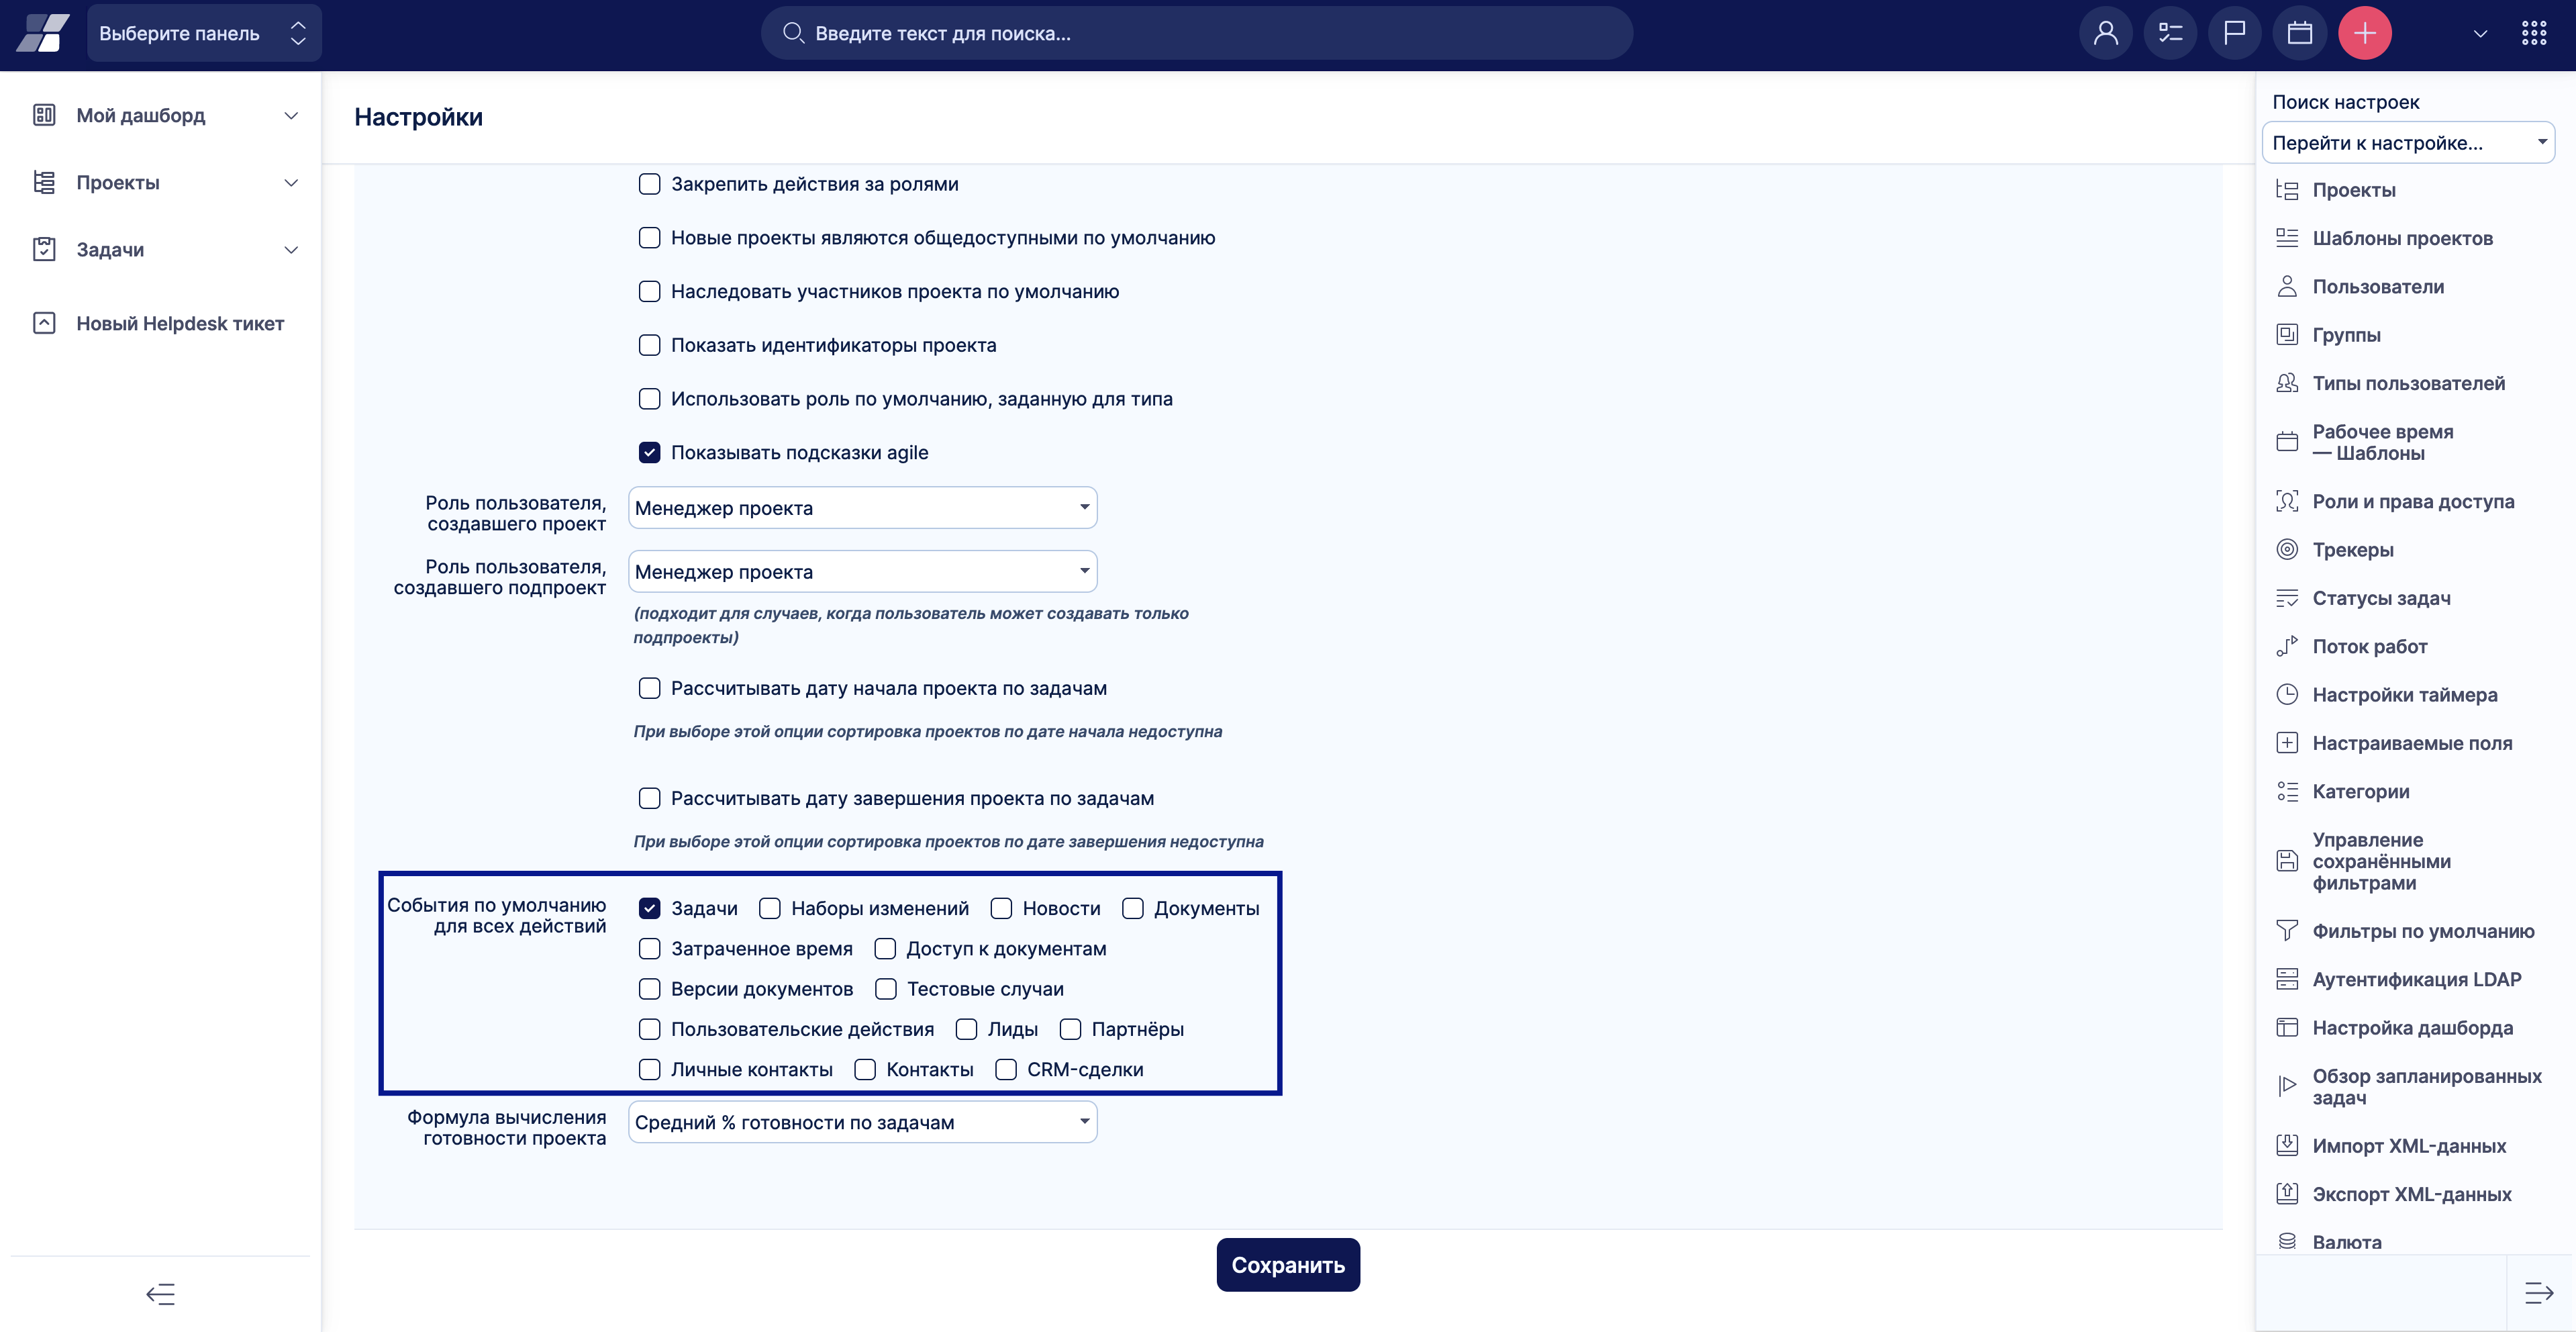 Выберите панель
Введите текст для поиска...
Мой дашборд
Проекты
Задачи
Новый Helpdesk тикет
Настройки
Закрепить действия за ролями
Новые проекты являются общедоступными по умолчанию
Наследовать участников проекта по умолчанию
Показать идентификаторы проекта
Использовать роль по умолчанию, заданную для типа
Показывать подсказки agile
Роль пользователя,
создавшего проект
Менеджер проекта
Роль пользователя,
создавшего подпроект
Менеджер проекта
(подходит для случаев, когда пользователь может создавать только
подпроекты)
Рассчитывать дату начала проекта по задачам
При выборе этой опции сортировка проектов по дате начала недоступна
Рассчитывать дату завершения проекта по задачам
При выборе этой опции сортировка проектов по дате завершения недоступна
События по умолчанию
для всех действий
Задачи Наборы изменений Новости Документы
Затраченное время Доступ к документам
Версии документов Тестовые случаи
Пользовательские действия Лиды Партнёры
Личные контакты Контакты CRM-сделки
Формула вычисления
готовности проекта
Средний % готовности по задачам
Сохранить
Поиск настроек
Перейти к настройке...
Проекты
Шаблоны проектов
Пользователи
Группы
Типы пользователей
Рабочее время
— Шаблоны
Роли и права доступа
Трекеры
Статусы задач
Поток работ
Настройки таймера
Настраиваемые поля
Категории
Управление
сохранёнными
фильтрами
Фильтры по умолчанию
Аутентификация LDAP
Настройка дашборда
Обзор запланированных
задач
Импорт XML-данных
Экспорт XML-данных
Валюта